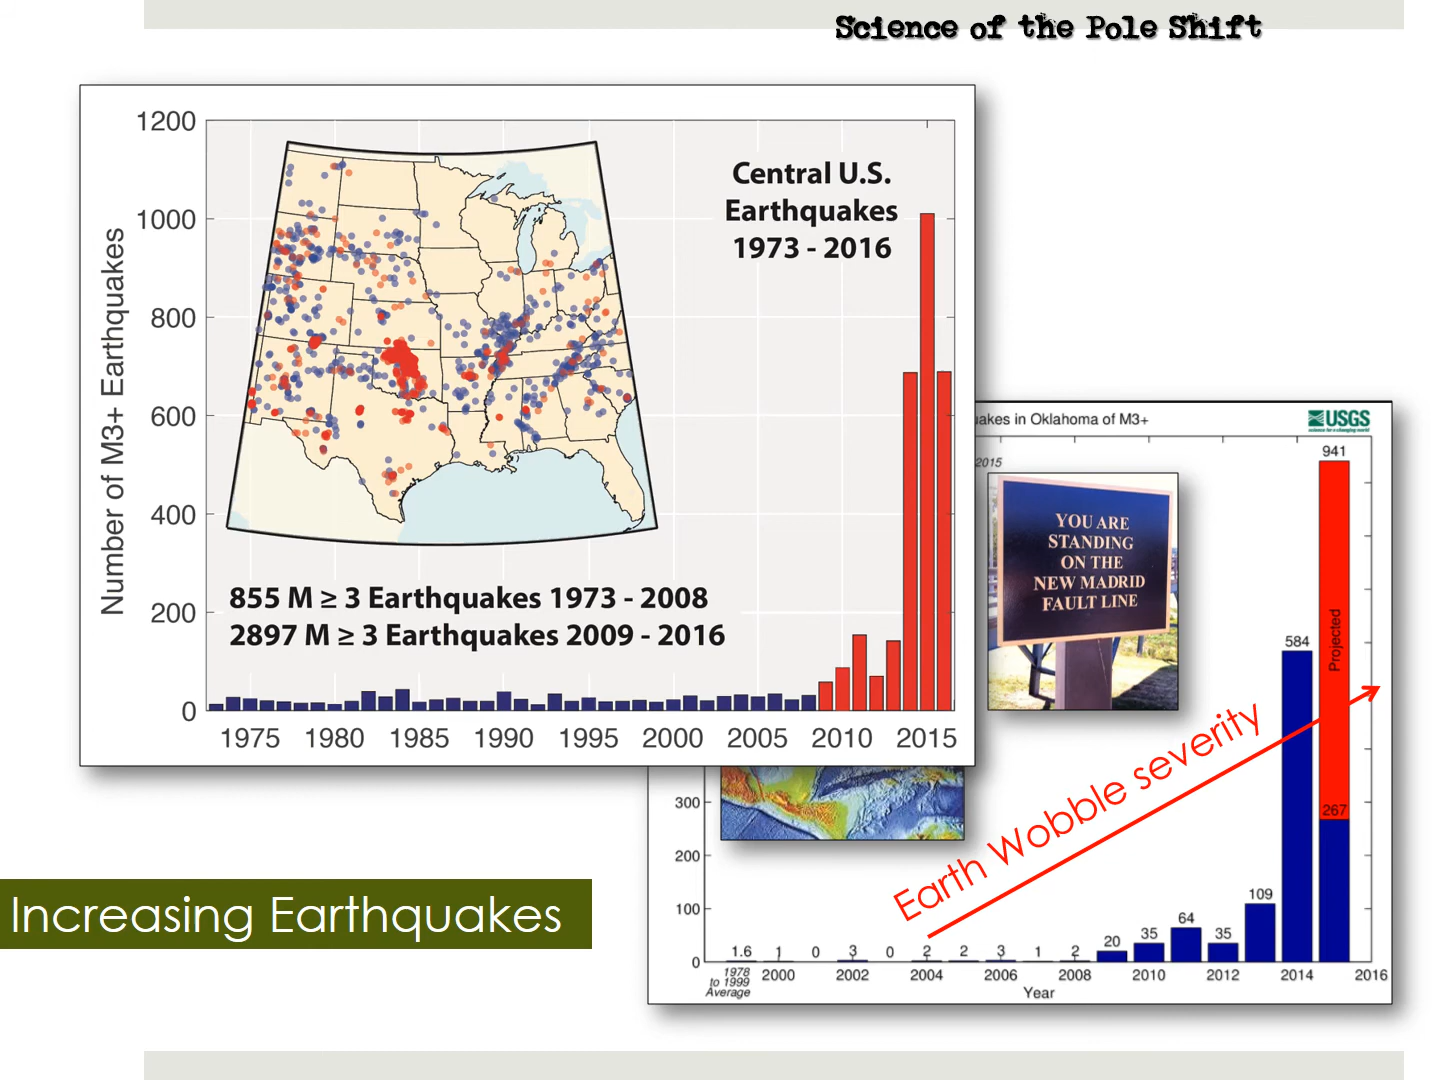 Science of the Pole Shift
1200
1000
800
600
400
200
0
Number of M3+ Earthquakes
Central U.S.
Earthquakes
1973 - 2016
855 M ≥ 3 Earthquakes 1973 - 2008
2897 M ≥ 3 Earthquakes 2009 - 2016
1975 1980 1985 1990 1995 2000 2005 2010 2015
akes in Oklahoma of M3+
USGS
science for a changing world
2015
941
YOU ARE
STANDING
ON THE
NEW MADRID
FAULT LINE
584
Projected
267
Earth Wobble severity
300
200
100
0
1.6 1 0 3 0 2 2 3 1 2 20 35 64 35 109
1978
to 1999
Average
2000 2002 2004 2006 2008 2010 2012 2014 2016
Year
Increasing Earthquakes